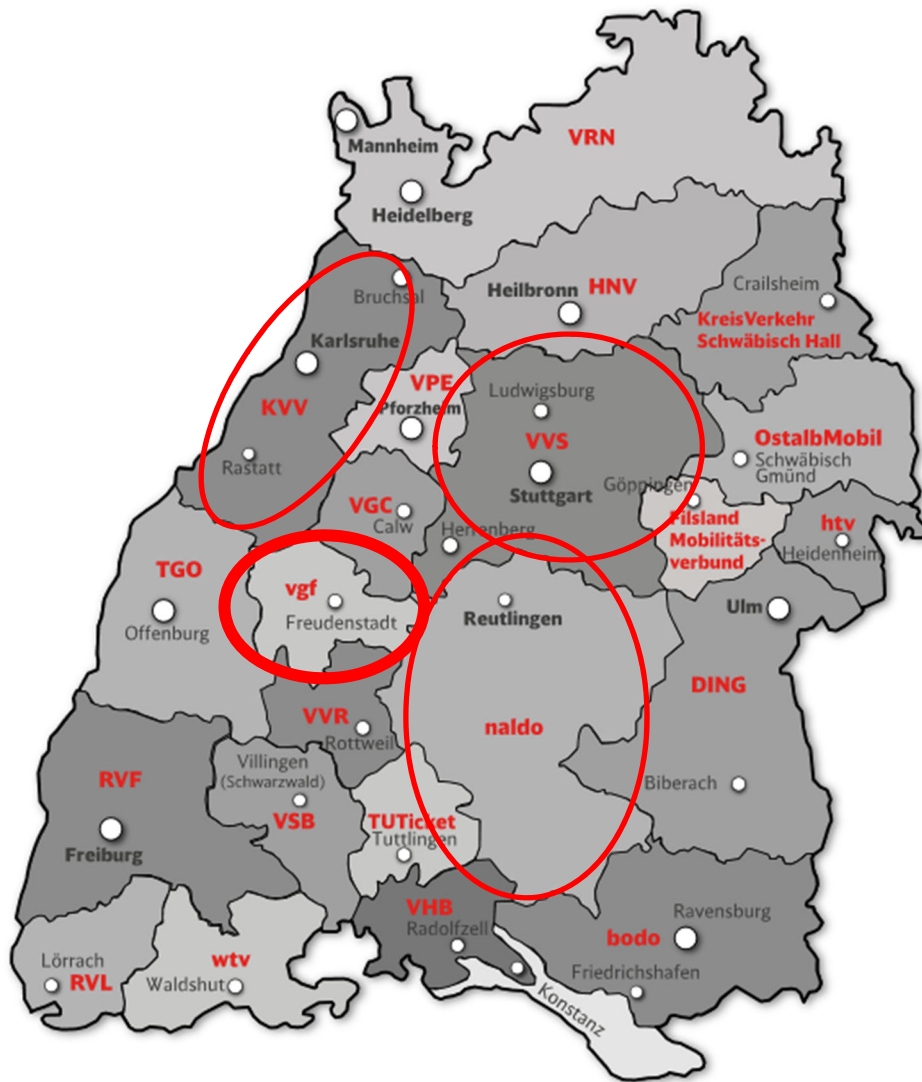 VRN
Mannheim
Heidelberg
Crailsheim
Bruchsal
Heilbronn HNV
KreisVerkehr
Schwäbisch Hall
Karlsruhe
VPE
Ludwigsburg
KVV
Pforzheim
VVS
OstalbMobil
Schwäbisch
Gmünd
Rastatt
Stuttgart
Göppingen
VGC
Calw
Herrenberg
Filsland
Mobilitäts-
verbund
htv
Heidenheim
TGO
Offenburg
vgf
Freudenstadt
Reutlingen
Ulm
DING
VVR
Rottweil
naldo
Villingen
(Schwarzwald)
VSB
RVF
Freiburg
Biberach
TUTicket
Tuttlingen
VHB
Radolfzell
Ravensburg
bodo
Friedrichshafen
Konstanz
Lörrach
RVL
wtv
Waldshut